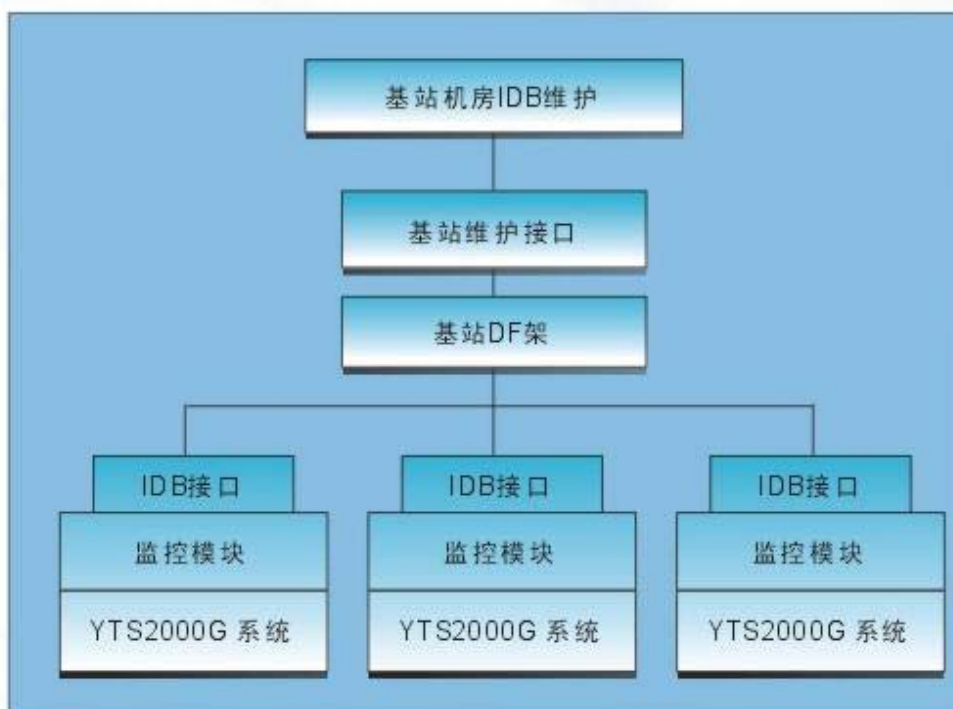 基站机房IDB维护
基站维护接口
基站DF架
IDB接口 IDB接口 IDB接口
监控模块 监控模块 监控模块
YTS2000G 系统 YTS2000G 系统 YTS2000G 系统